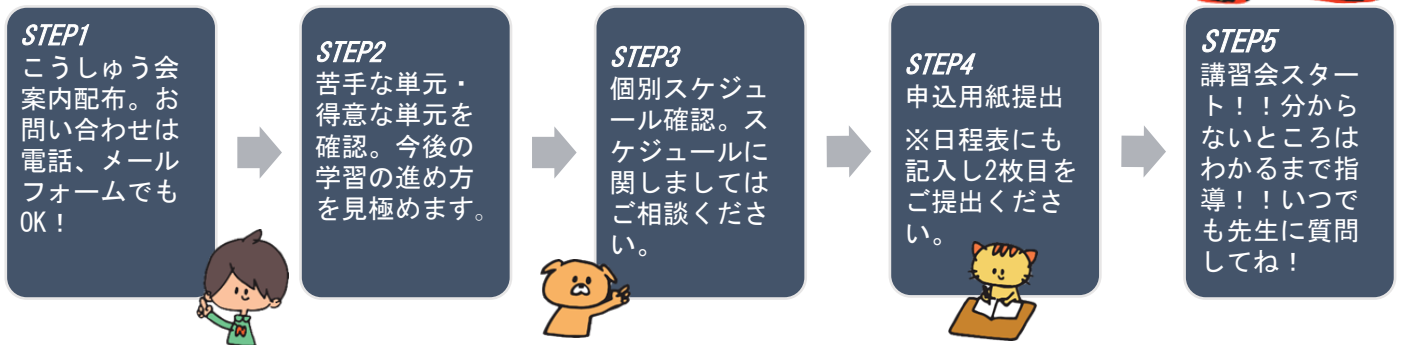 STEP1
こうしゅう会
案内配布。お
問い合わせは
電話、メール
フォームでも
OK！
STEP2
苦手な単元・
得意な単元を
確認。今後の
学習の進め方
を見極めます。
STEP3
個別スケジュ
ール確認。ス
ケジュールに
関しましては
ご相談くださ
い。
STEP4
申込用紙提出
※日程表にも
記入し2枚目を
ご提出くださ
い。
STEP5
講習会スター
ト！！分から
ないところは
わかるまで指
導！！いつで
も先生に質問
してね！